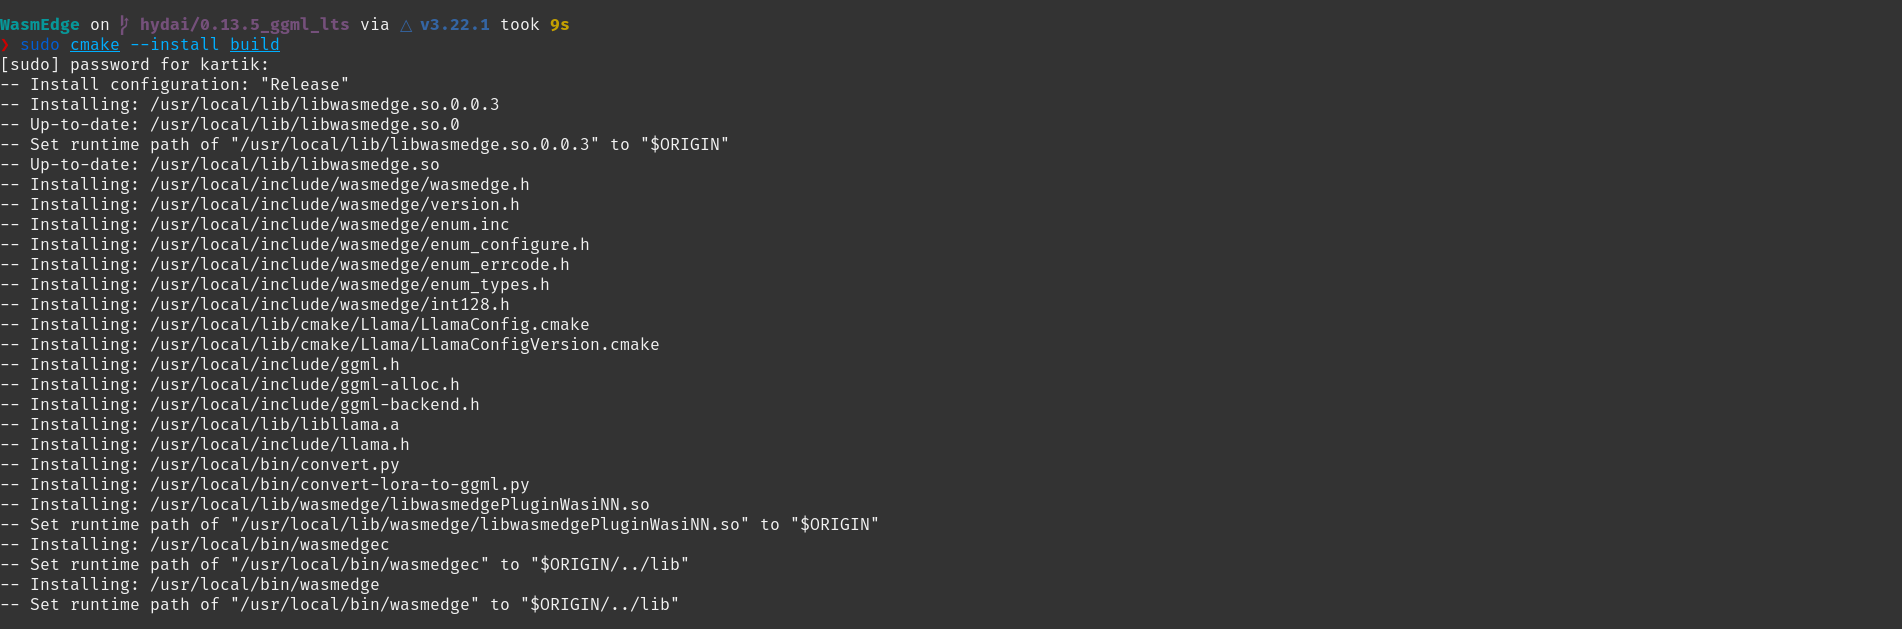 WasmEdge on hydai/0.13.5_ggml_lts via △ v3.22.1 took 9s
❯ sudo cmake --install build
[sudo] password for kartik:
-- Install configuration: "Release"
-- Installing: /usr/local/lib/libwasmedge.so.0.0.3
-- Up-to-date: /usr/local/lib/libwasmedge.so.0
-- Set runtime path of "/usr/local/lib/libwasmedge.so.0.0.3" to "$ORIGIN"
-- Up-to-date: /usr/local/lib/libwasmedge.so
-- Installing: /usr/local/include/wasmedge/wasmedge.h
-- Installing: /usr/local/include/wasmedge/version.h
-- Installing: /usr/local/include/wasmedge/enum.inc
-- Installing: /usr/local/include/wasmedge/enum_configure.h
-- Installing: /usr/local/include/wasmedge/enum_errcode.h
-- Installing: /usr/local/include/wasmedge/enum_types.h
-- Installing: /usr/local/include/wasmedge/int128.h
-- Installing: /usr/local/lib/cmake/Llama/LlamaConfig.cmake
-- Installing: /usr/local/lib/cmake/Llama/LlamaConfigVersion.cmake
-- Installing: /usr/local/include/ggml.h
-- Installing: /usr/local/include/ggml-alloc.h
-- Installing: /usr/local/include/ggml-backend.h
-- Installing: /usr/local/lib/libllama.a
-- Installing: /usr/local/include/llama.h
-- Installing: /usr/local/bin/convert.py
-- Installing: /usr/local/bin/convert-lora-to-ggml.py
-- Installing: /usr/local/lib/wasmedge/libwasmedgePluginWasiNN.so
-- Set runtime path of "/usr/local/lib/wasmedge/libwasmedgePluginWasiNN.so" to "$ORIGIN"
-- Installing: /usr/local/bin/wasmedgec
-- Set runtime path of "/usr/local/bin/wasmedgec" to "$ORIGIN/../lib"
-- Installing: /usr/local/bin/wasmedge
-- Set runtime path of "/usr/local/bin/wasmedge" to "$ORIGIN/../lib"